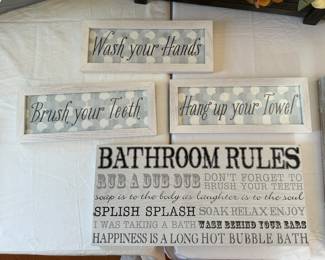 Wash your Hands
Brush your Teeth
Hang up your Towel
BATHROOM RULES
RUB A DUB DUB DON'T FORGET TO BRUSH YOUR TEETH
soap is to the body as laughter is to the soul
SPLISH SPLASH SOAK RELAX ENJOY
I WAS TAKING A BATH WASH BEHIND YOUR EARS
HAPPINESS IS A LONG HOT BUBBLE BATH